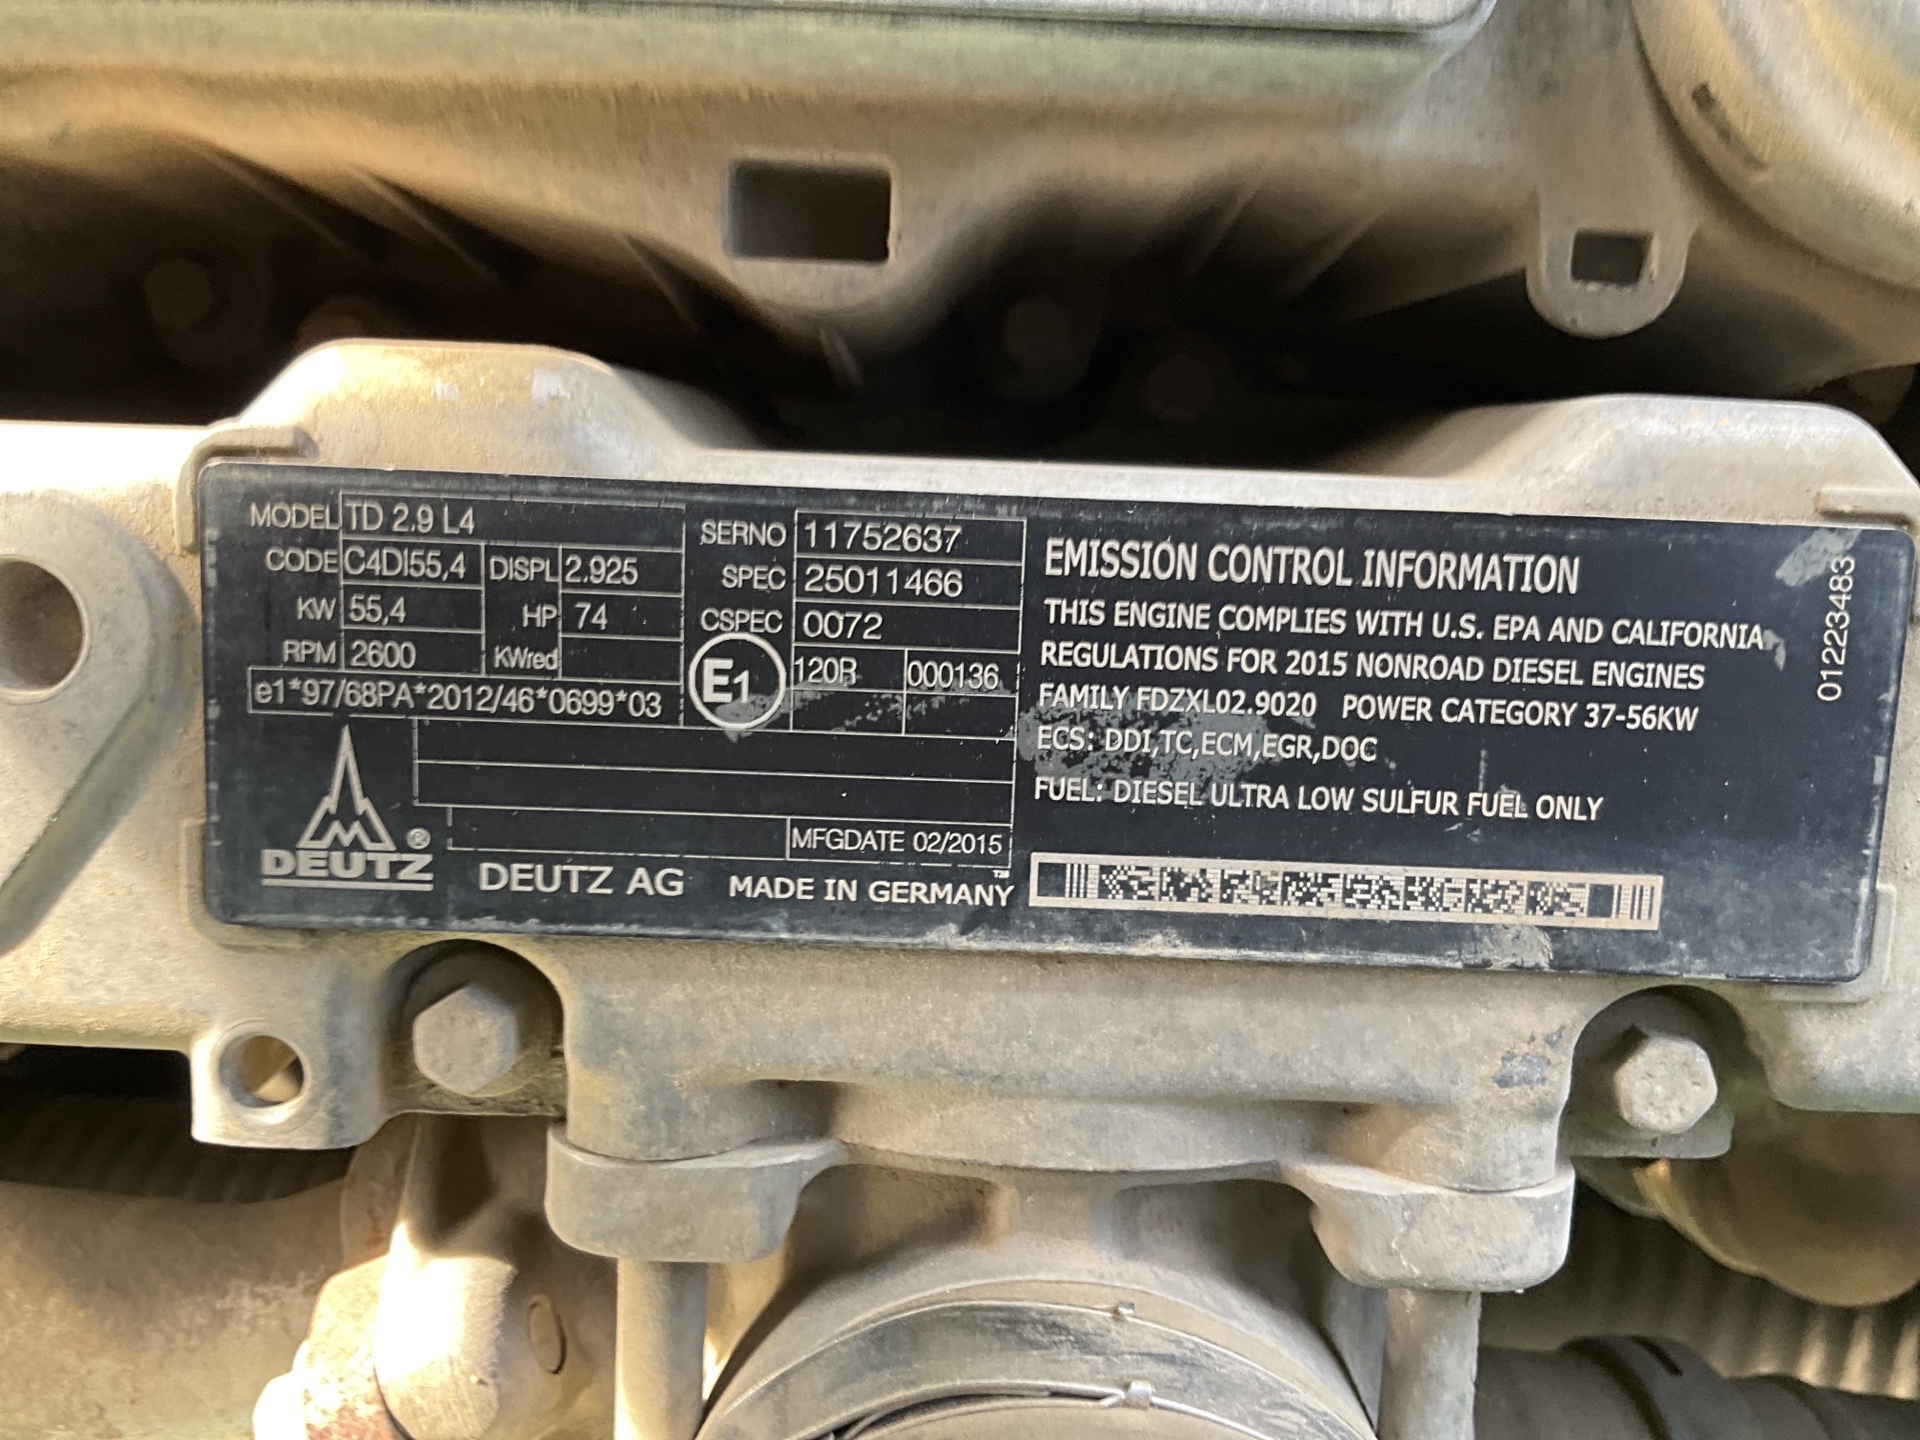 MODEL TD 2.9 L4
CODE C4DI55,4 DISPL 2.925
KW 55,4 HP 74
RPM 2600 KWred
e1*97/68PA*2012/46*0699*03
SERNO 11752637
SPEC 25011466
CSPEC 0072
E1 120R 000136
MFGDATE 02/2015
DEUTZ ®
DEUTZ AG MADE IN GERMANY
EMISSION CONTROL INFORMATION
THIS ENGINE COMPLIES WITH U.S. EPA AND CALIFORNIA
REGULATIONS FOR 2015 NONROAD DIESEL ENGINES
FAMILY FDZXL02.9020 POWER CATEGORY 37-56KW
ECS: DDI,TC,ECM,EGR,DOC
FUEL: DIESEL ULTRA LOW SULFUR FUEL ONLY
01223483